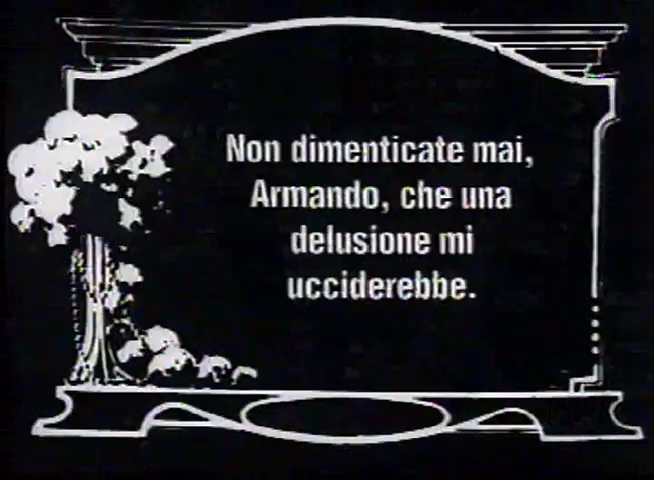 Non dimenticate mai,
Armando, che una
delusione mi
ucciderebbe.